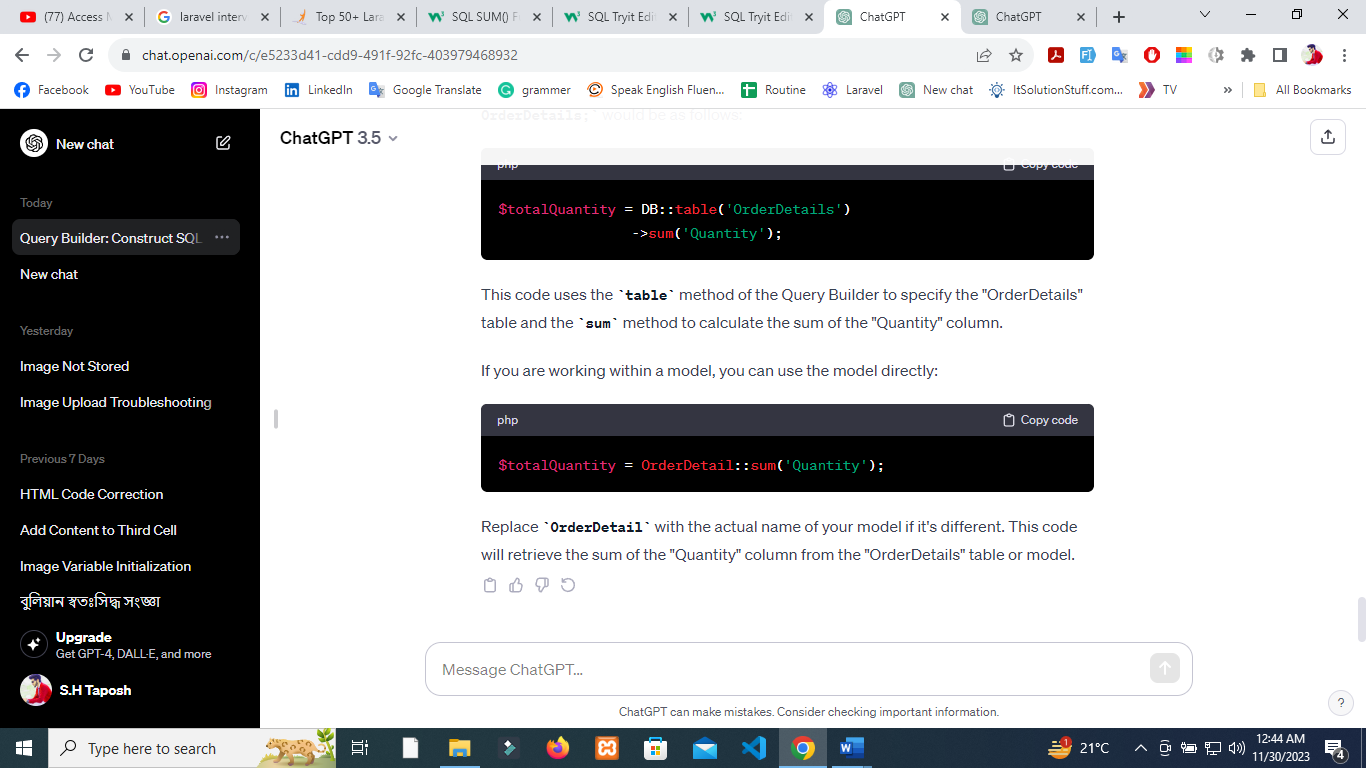 (77) Access M
laravel interv
Top 50+ Lara
SQL SUM() F
SQL Tryit Edit
SQL Tryit Edit
ChatGPT
ChatGPT
chat.openai.com/c/e5233d41-cdd9-491f-92fc-403979468932
Facebook
YouTube
Instagram
LinkedIn
Google Translate
grammer
Speak English Fluen...
Routine
Laravel
New chat
ItSolutionStuff.com...
TV
»
All Bookmarks
New chat
Today
Query Builder: Construct SQL
New chat
Yesterday
Image Not Stored
Image Upload Troubleshooting
Previous 7 Days
HTML Code Correction
Add Content to Third Cell
Image Variable Initialization
বুলিয়ান স্বতঃসিদ্ধ সংজ্ঞা
Upgrade
Get GPT-4, DALL·E, and more
S.H Taposh
ChatGPT 3.5
OrderDetails;` would be as follows:
php
Copy code
$totalQuantity = DB::table('OrderDetails')
->sum('Quantity');
This code uses the `table` method of the Query Builder to specify the "OrderDetails"
table and the `sum` method to calculate the sum of the "Quantity" column.
If you are working within a model, you can use the model directly:
php
Copy code
$totalQuantity = OrderDetail::sum('Quantity');
Replace `OrderDetail` with the actual name of your model if it's different. This code
will retrieve the sum of the "Quantity" column from the "OrderDetails" table or model.
Message ChatGPT...
ChatGPT can make mistakes. Consider checking important information.
?
Type here to search
1
21°C
12:44 AM
11/30/2023
4